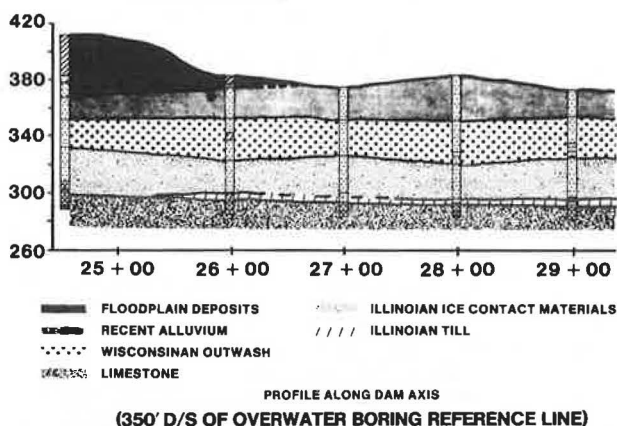 420
380
340
300
260
25 + 00 26 + 00 27 + 00 28 + 00 29 + 00
FLOODPLAIN DEPOSITS ILLINOIAN ICE CONTACT MATERIALS
RECENT ALLUVIUM ILLINOIAN TILL
WISCONSINAN OUTWASH
LIMESTONE
PROFILE ALONG DAM AXIS
(350' D/S OF OVERWATER BORING REFERENCE LINE)